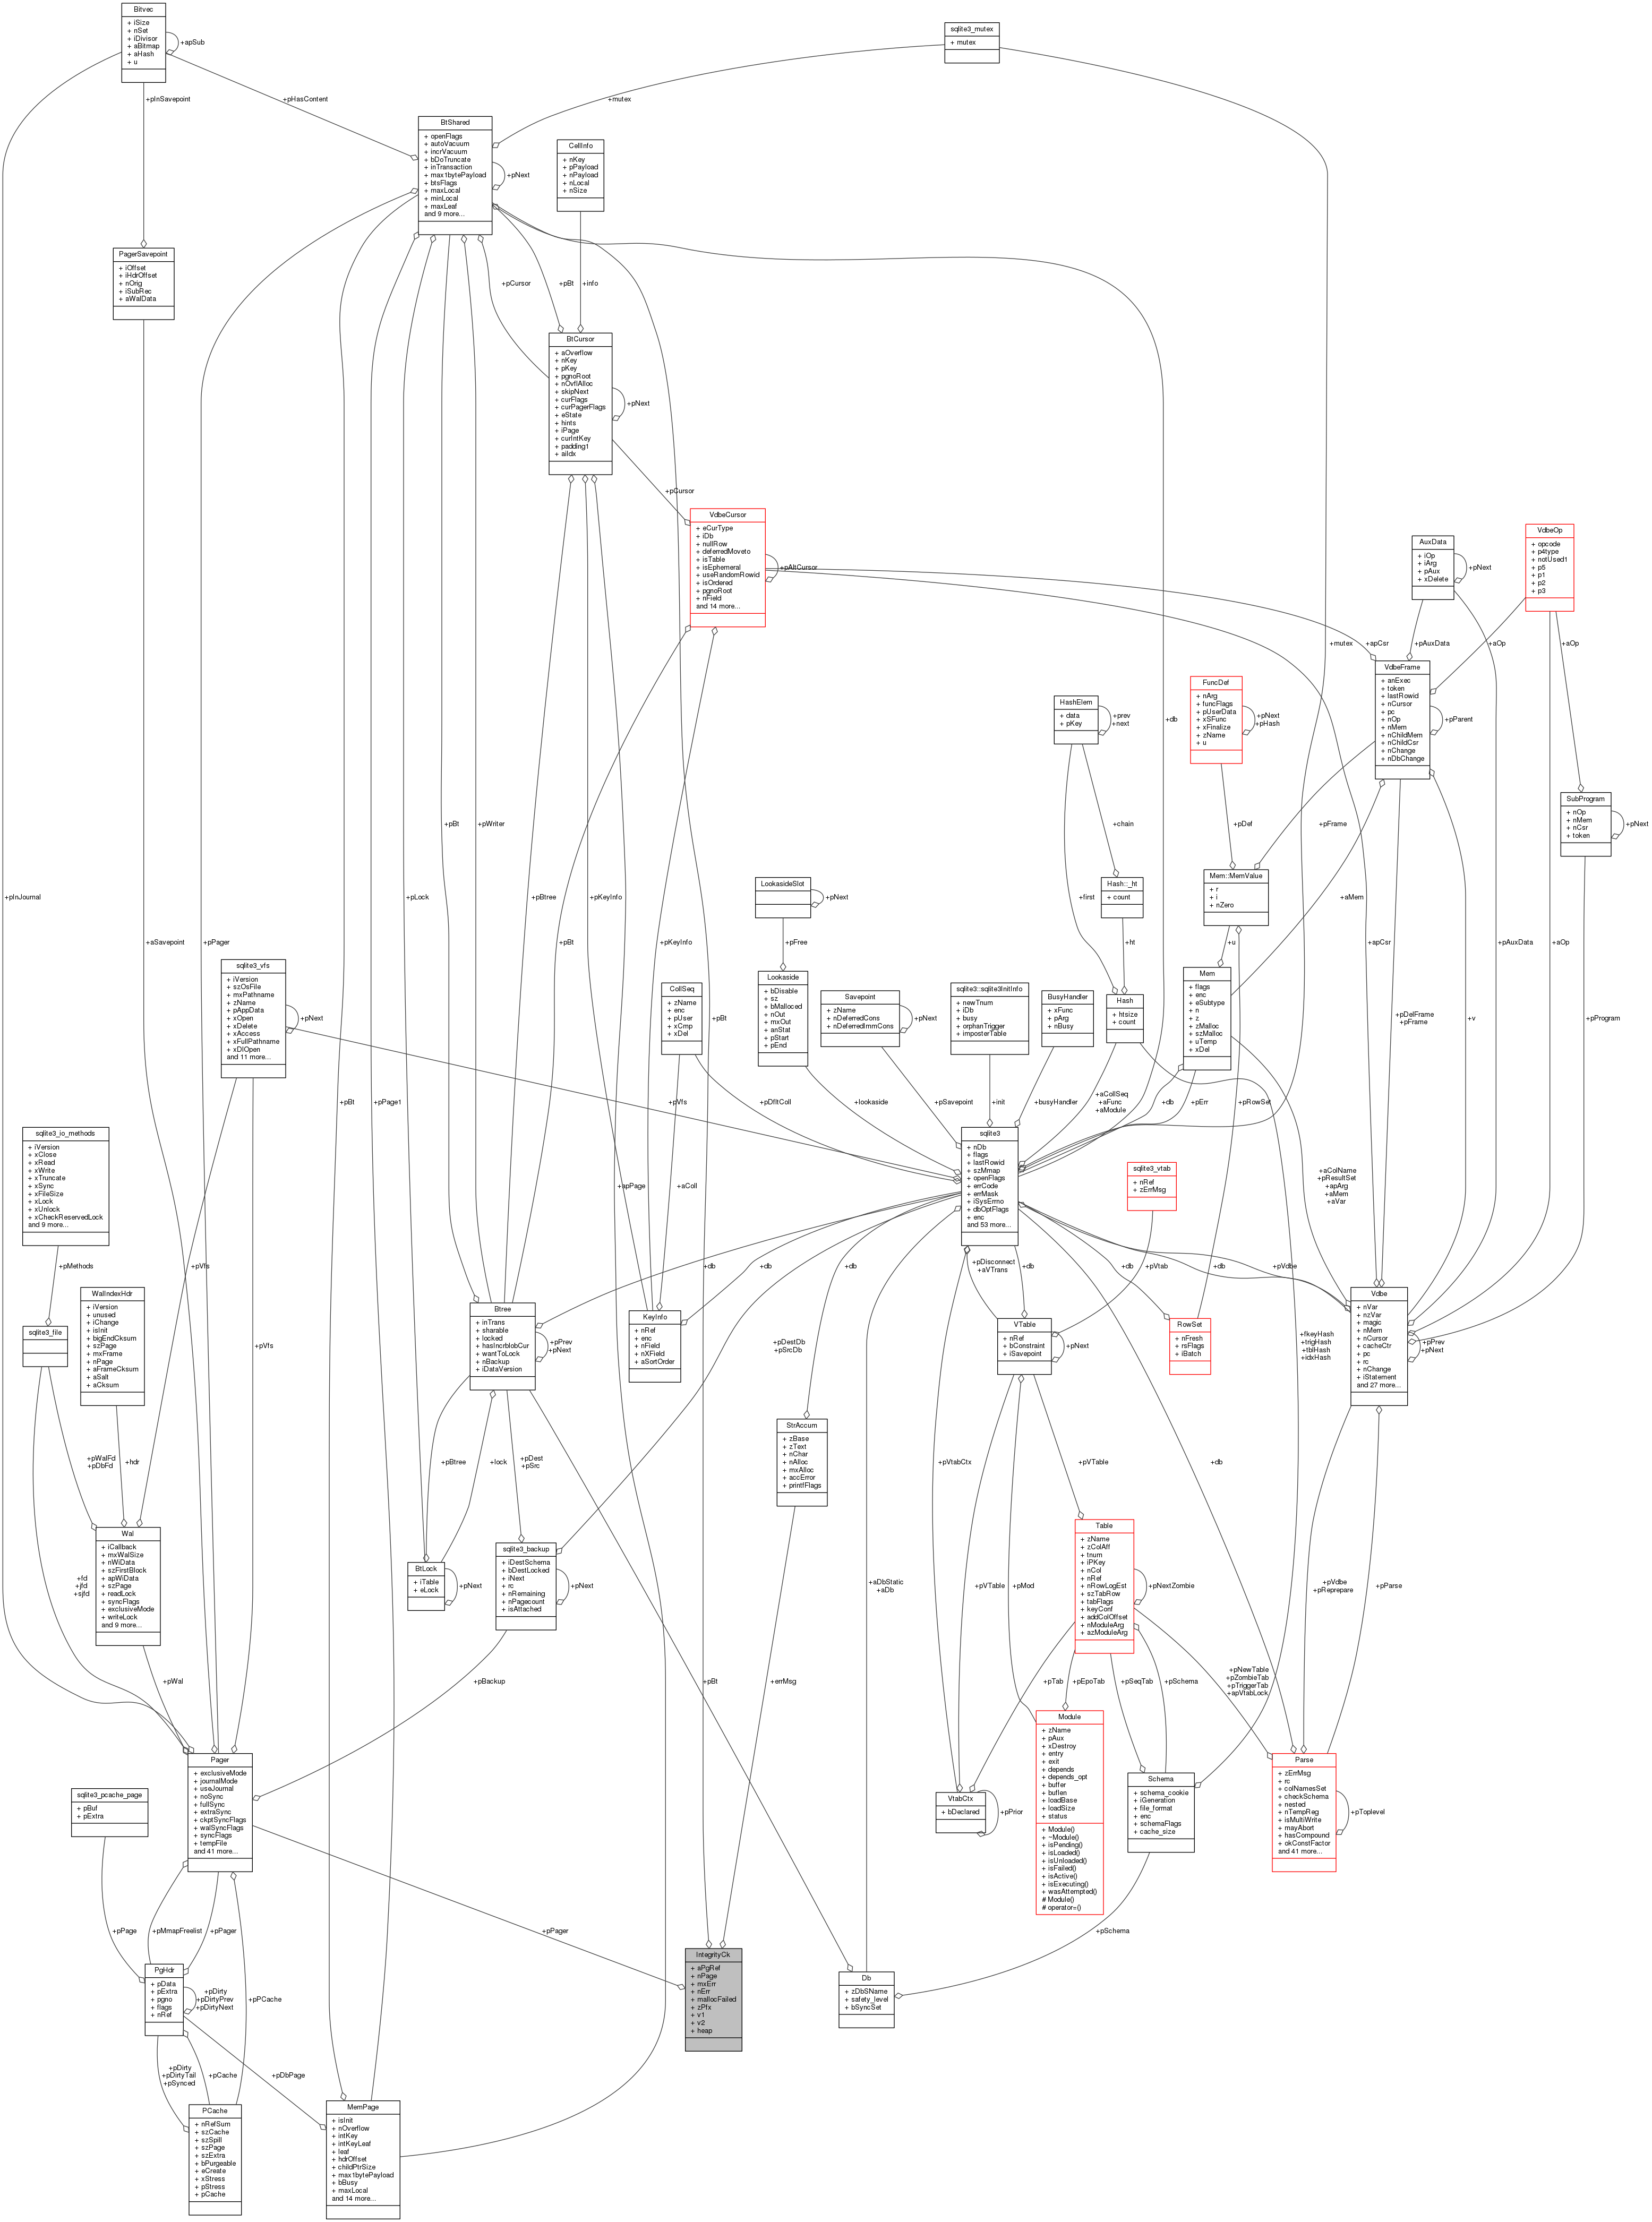 Bitvec
+ iSize
+ nSet
+ iDivisor
+ aBitmap
+ aHash
+ u
+apSub
sqlite3_mutex
+ mutex
+pInSavepoint
+pHasContent
+mutex
BtShared
+ openFlags
+ autoVacuum
+ incrVacuum
+ bDoTruncate
+ inTransaction
+ max1bytePayload
+ btsFlags
+ maxLocal
+ minLocal
+ maxLeaf
and 9 more...
+pNext
CellInfo
+ nKey
+ pPayload
+ nPayload
+ nLocal
+ nSize
PagerSavepoint
+ iOffset
+ iHdrOffset
+ nOrig
+ iSubRec
+ aWalData
+pCursor
+pBt
+info
BtCursor
+ aOverflow
+ nKey
+ pKey
+ pgnoRoot
+ nOvflAlloc
+ skipNext
+ curFlags
+ curPagerFlags
+ eState
+ hints
+ iPage
+ curIntKey
+ padding1
+ aiIdx
+pNext
+pCursor
VdbeCursor
+ eCurType
+ iDb
+ nullRow
+ deferredMoveto
+ isTable
+ isEphemeral
+ useRandomRowid
+ isOrdered
+ pgnoRoot
+ nField
and 14 more...
+pAltCursor
AuxData
+ iOp
+ iArg
+ pAux
+ xDelete
+pNext
VdbeOp
+ opcode
+ p4type
+ notUsed1
+ p5
+ p1
+ p2
+ p3
+db
+mutex
+apCsr
+pAuxData
+aOp
+aOp
VdbeFrame
+ anExec
+ token
+ lastRowid
+ nCursor
+ pc
+ nOp
+ nMem
+ nChildMem
+ nChildCsr
+ nChange
+ nDbChange
+pParent
HashElem
+ data
+ pKey
+prev
+next
FuncDef
+ nArg
+ funcFlags
+ pUserData
+ xSFunc
+ xFinalize
+ zName
+ u
+pNext
+pHash
SubProgram
+ nOp
+ nMem
+ nCsr
+ token
+pNext
+pBt
+pWriter
+chain
+pDef
+pFrame
LookasideSlot
+pNext
Hash::_ht
+ count
Mem::MemValue
+ r
+ i
+ nZero
+pInJournal
+pLock
+pBtree
+pKeyInfo
+first
+aMem
+aSavepoint
+pPager
+pBt
+pKeyInfo
+pFree
+ht
+u
+apCsr
+pAuxData
+aOp
sqlite3_vfs
+ iVersion
+ szOsFile
+ mxPathname
+ zName
+ pAppData
+ xOpen
+ xDelete
+ xAccess
+ xFullPathname
+ xDlOpen
and 11 more...
+pNext
CollSeq
+ zName
+ enc
+ pUser
+ xCmp
+ xDel
Lookaside
+ bDisable
+ sz
+ bMalloced
+ nOut
+ mxOut
+ anStat
+ pStart
+ pEnd
Savepoint
+ zName
+ nDeferredCons
+ nDeferredImmCons
+pNext
sqlite3::sqlite3InitInfo
+ newTnum
+ iDb
+ busy
+ orphanTrigger
+ imposterTable
BusyHandler
+ xFunc
+ pArg
+ nBusy
Hash
+ htsize
+ count
Mem
+ flags
+ enc
+ eSubtype
+ n
+ z
+ zMalloc
+ szMalloc
+ uTemp
+ xDel
+pDelFrame
+pFrame
+v
+pProgram
+pBt
+pBt
+pPage1
+pVfs
+pDfltColl
+lookaside
+pSavepoint
+init
+busyHandler
+aCollSeq
+aFunc
+aModule
+db
+pErr
+pRowSet
sqlite3_io_methods
+ iVersion
+ xClose
+ xRead
+ xWrite
+ xTruncate
+ xSync
+ xFileSize
+ xLock
+ xUnlock
+ xCheckReservedLock
and 9 more...
sqlite3
+ nDb
+ flags
+ lastRowid
+ szMmap
+ openFlags
+ errCode
+ errMask
+ iSysErrno
+ dbOptFlags
+ enc
and 53 more...
sqlite3_vtab
+ nRef
+ zErrMsg
+aColName
+pResultSet
+apArg
+aMem
+aVar
+apPage
+aColl
+pMethods
+pVfs
+db
+db
+db
+pDisconnect
+aVTrans
+db
+pVtab
+db
+pVdbe
WalIndexHdr
+ iVersion
+ unused
+ iChange
+ isInit
+ bigEndCksum
+ szPage
+ mxFrame
+ nPage
+ aFrameCksum
+ aSalt
+ aCksum
sqlite3_file
Btree
+ inTrans
+ sharable
+ locked
+ hasIncrblobCur
+ wantToLock
+ nBackup
+ iDataVersion
+pPrev
+pNext
KeyInfo
+ nRef
+ enc
+ nField
+ nXField
+ aSortOrder
VTable
+ nRef
+ bConstraint
+ iSavepoint
+pNext
RowSet
+ nFresh
+ rsFlags
+ iBatch
Vdbe
+ nVar
+ nzVar
+ magic
+ nMem
+ nCursor
+ cacheCtr
+ pc
+ rc
+ nChange
+ iStatement
and 27 more...
+pPrev
+pNext
+pVfs
+pDestDb
+pSrcDb
+fkeyHash
+trigHash
+tblHash
+idxHash
StrAccum
+ zBase
+ zText
+ nChar
+ nAlloc
+ mxAlloc
+ accError
+ printfFlags
+pWalFd
+pDbFd
+hdr
+pBtree
+lock
+pDest
+pSrc
+pVtabCtx
+pVTable
+db
Wal
+ iCallback
+ mxWalSize
+ nWiData
+ szFirstBlock
+ apWiData
+ szPage
+ readLock
+ syncFlags
+ exclusiveMode
+ writeLock
and 9 more...
BtLock
+ iTable
+ eLock
+pNext
sqlite3_backup
+ iDestSchema
+ bDestLocked
+ iNext
+ rc
+ nRemaining
+ nPagecount
+ isAttached
+pNext
Table
+ zName
+ zColAff
+ tnum
+ iPKey
+ nCol
+ nRef
+ nRowLogEst
+ szTabRow
+ tabFlags
+ keyConf
+ addColOffset
+ nModuleArg
+ azModuleArg
+pNextZombie
+fd
+jfd
+sjfd
+aDbStatic
+aDb
+pVTable
+pMod
+pVdbe
+pReprepare
+pParse
+pWal
+pBackup
+pBt
+errMsg
+pTab
+pEpoTab
+pSeqTab
+pSchema
+pNewTable
+pZombieTab
+pTriggerTab
+apVtabLock
Pager
+ exclusiveMode
+ journalMode
+ useJournal
+ noSync
+ fullSync
+ extraSync
+ ckptSyncFlags
+ walSyncFlags
+ syncFlags
+ tempFile
and 41 more...
sqlite3_pcache_page
+ pBuf
+ pExtra
VtabCtx
+ bDeclared
+pPrior
Module
+ zName
+ pAux
+ xDestroy
+ entry
+ exit
+ depends
+ depends_opt
+ buffer
+ buflen
+ loadBase
+ loadSize
+ status
+ Module()
+ ~Module()
+ isPending()
+ isLoaded()
+ isUnloaded()
+ isFailed()
+ isActive()
+ isExecuting()
+ wasAttempted()
# Module()
# operator=()
Schema
+ schema_cookie
+ iGeneration
+ file_format
+ enc
+ schemaFlags
+ cache_size
Parse
+ zErrMsg
+ rc
+ colNamesSet
+ checkSchema
+ nested
+ nTempReg
+ isMultiWrite
+ mayAbort
+ hasCompound
+ okConstFactor
and 41 more...
+pToplevel
+pPage
+pMmapFreelist
+pPager
+pPager
+pSchema
PgHdr
+ pData
+ pExtra
+ pgno
+ flags
+ nRef
+pDirty
+pDirtyPrev
+pDirtyNext
+pPCache
IntegrityCk
+ aPgRef
+ nPage
+ mxErr
+ nErr
+ mallocFailed
+ zPfx
+ v1
+ v2
+ heap
Db
+ zDbSName
+ safety_level
+ bSyncSet
+pDirty
+pDirtyTail
+pSynced
+pCache
+pDbPage
PCache
+ nRefSum
+ szCache
+ szSpill
+ szPage
+ szExtra
+ bPurgeable
+ eCreate
+ xStress
+ pStress
+ pCache
MemPage
+ isInit
+ nOverflow
+ intKey
+ intKeyLeaf
+ leaf
+ hdrOffset
+ childPtrSize
+ max1bytePayload
+ bBusy
+ maxLocal
and 14 more...